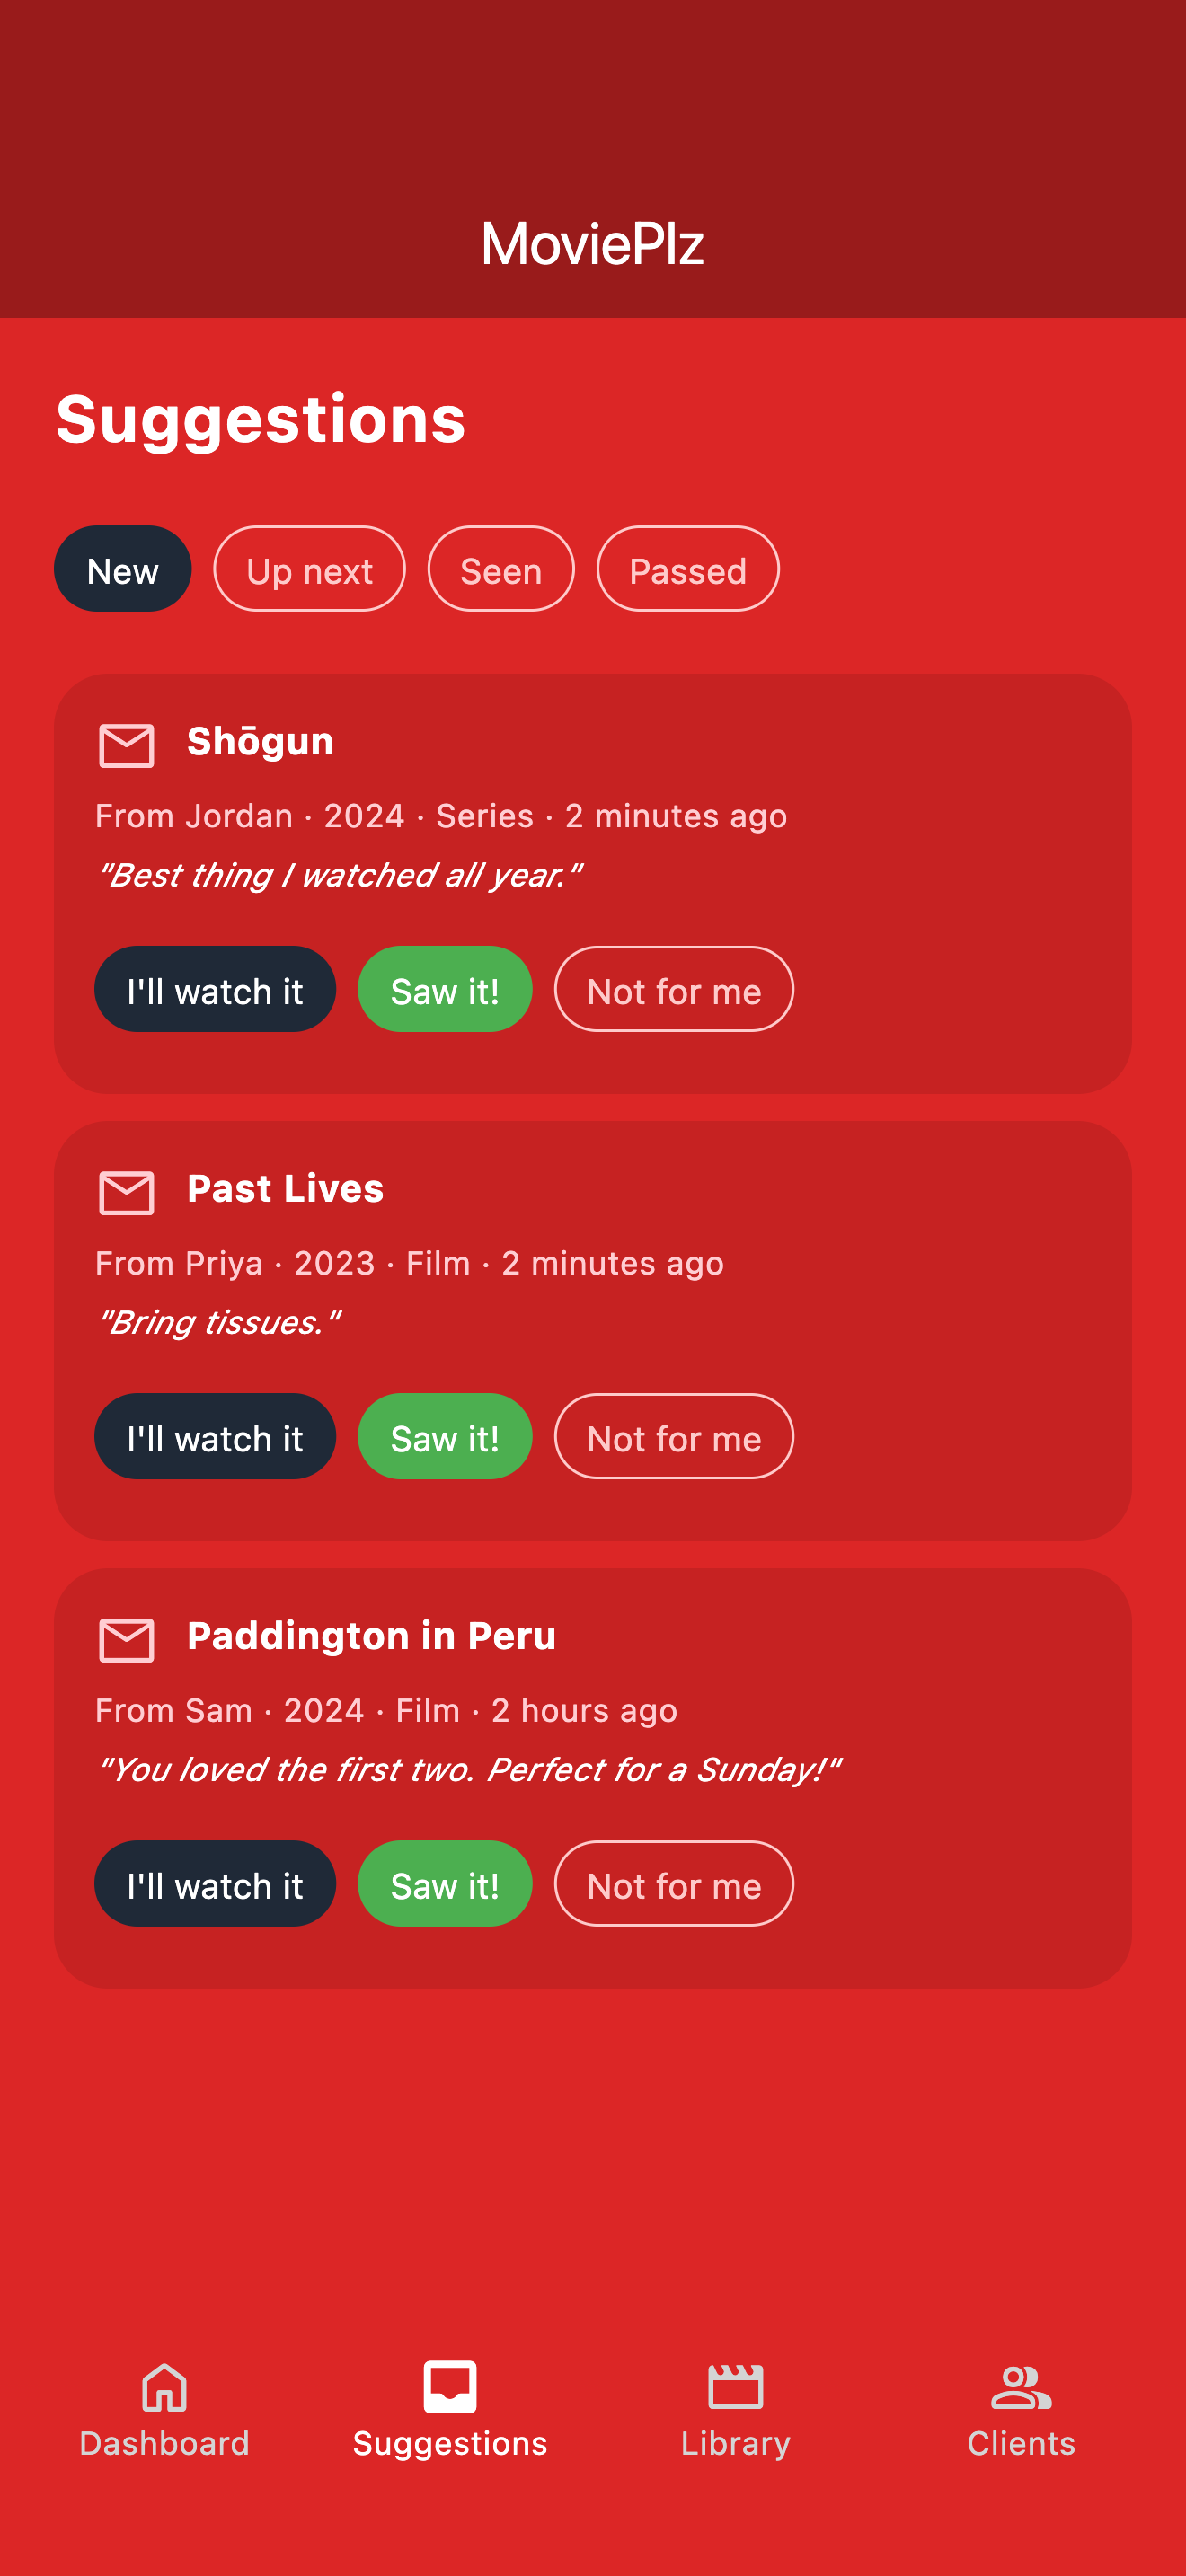 MoviePlz
Suggestions
New Up next Seen Passed
Shōgun
From Jordan · 2024 · Series · 2 minutes ago
"Best thing I watched all year."
I'll watch it Saw it! Not for me
Past Lives
From Priya · 2023 · Film · 2 minutes ago
"Bring tissues."
I'll watch it Saw it! Not for me
Paddington in Peru
From Sam · 2024 · Film · 2 hours ago
"You loved the first two. Perfect for a Sunday!"
I'll watch it Saw it! Not for me
Dashboard Suggestions Library Clients